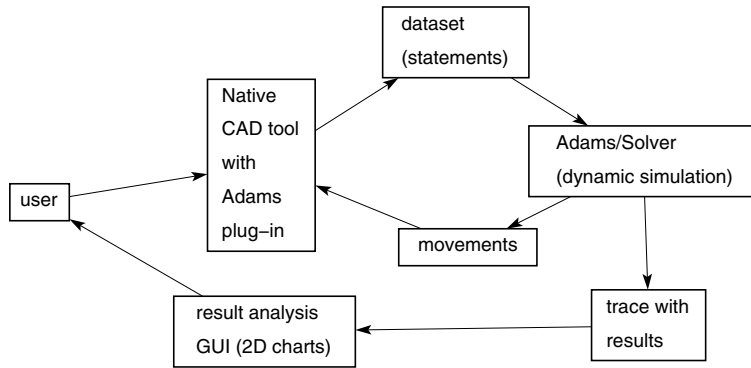 dataset
(statements)
Native
CAD tool
with
Adams
plug–in
Adams/Solver
(dynamic simulation)
user
movements
result analysis
GUI (2D charts)
trace with
results